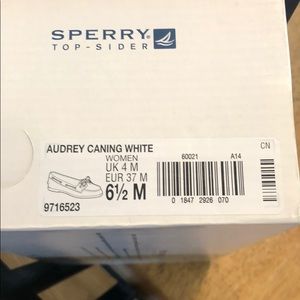 SPERRY
TOP-SIDER
AUDREY CANING WHITE
CN
WOMEN
UK 4 M
EUR 37 M
6½ M
60021 A14
9716523
0 1847 2926 070